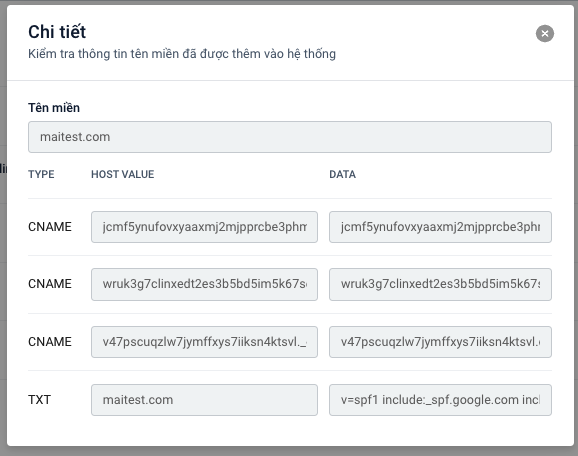 Chi tiết
Kiểm tra thông tin tên miền đã được thêm vào hệ thống
Tên miền
maitest.com
TYPE HOST VALUE DATA
CNAME jcmf5ynufovxyaaxmj2mjpprcbe3phm jcmf5ynufovxyaaxmj2mjpprcbe3phr
CNAME wruk3g7clinxedt2es3b5bd5im5k67s wruk3g7clinxedt2es3b5bd5im5k67s
CNAME v47pscuqzlw7jymffxys7iiksn4ktsvl._ v47pscuqzlw7jymffxys7iiksn4ktsvl.
TXT maitest.com v=spf1 include:_spf.google.com incl